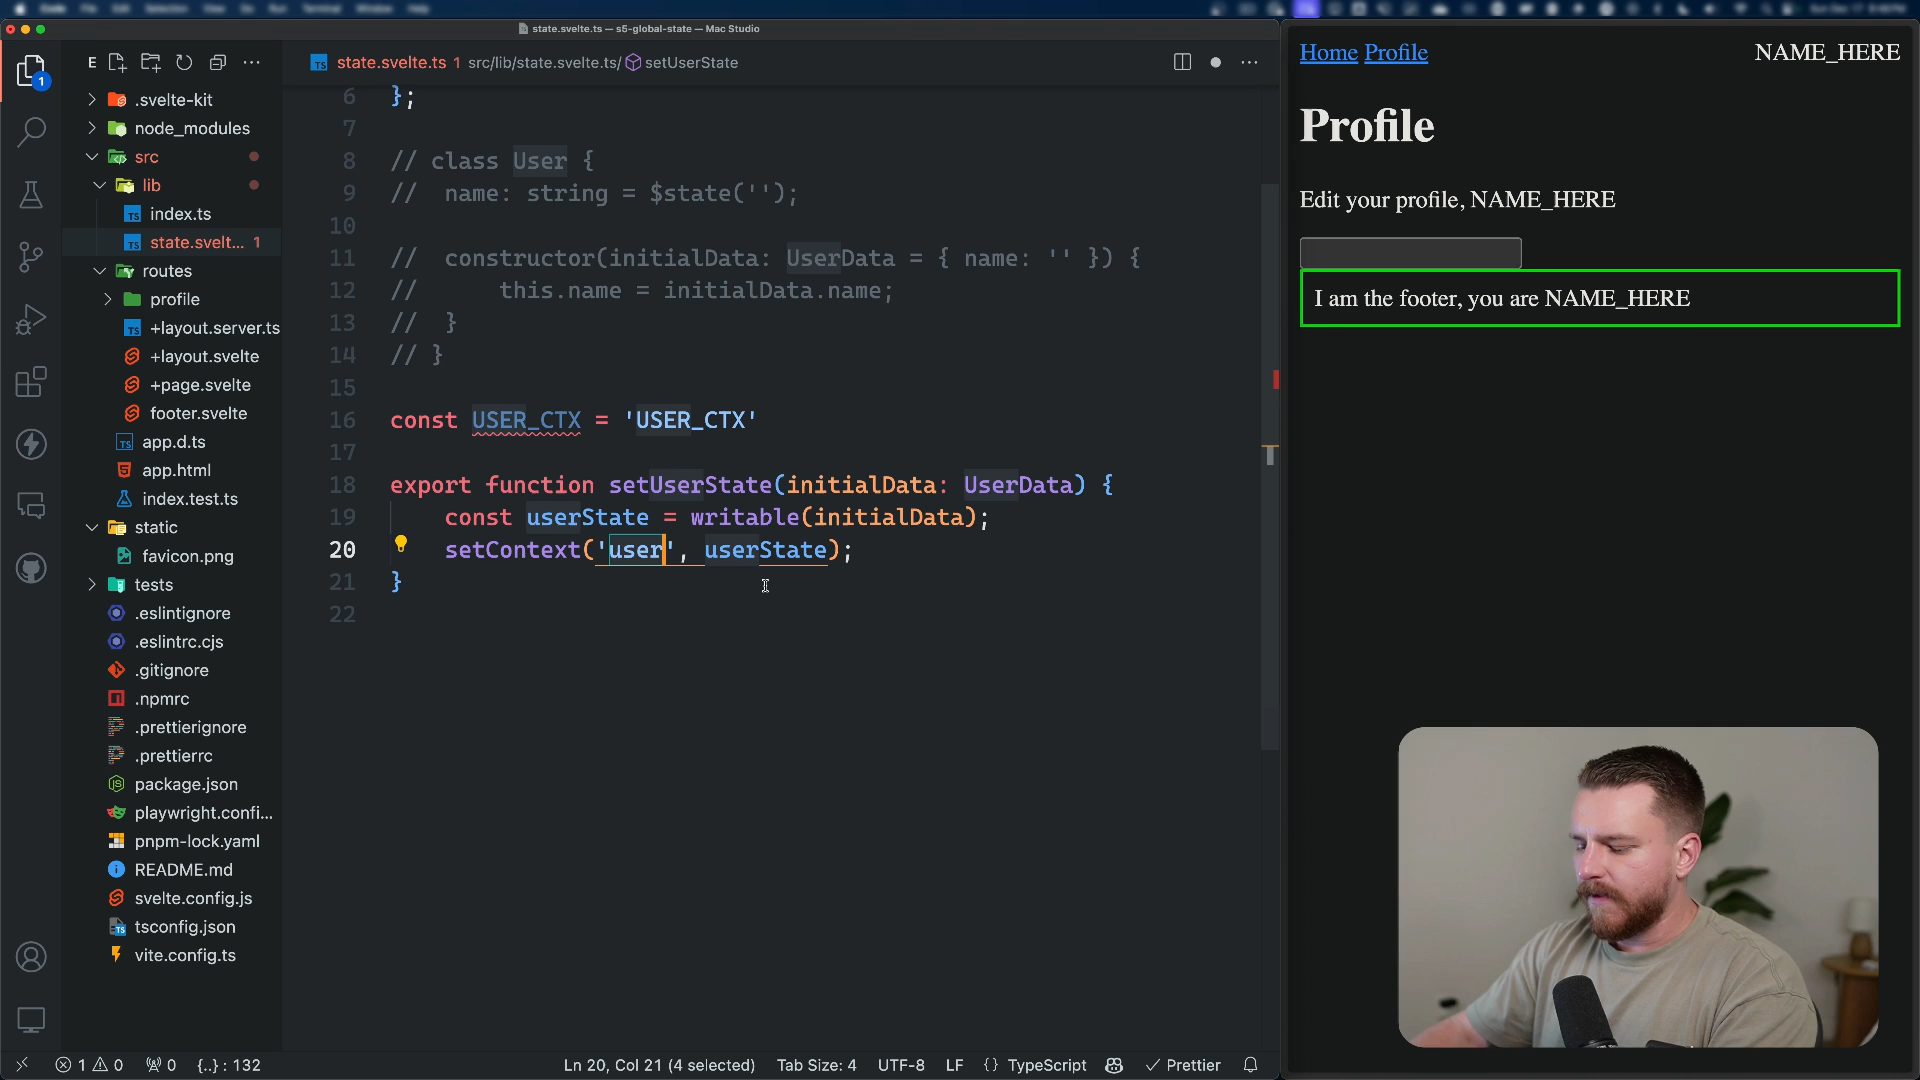 state.svelte.ts — s5-global-state — Mac Studio
E
1
.svelte-kit
node_modules
src
lib
index.ts
state.svelt... 1
routes
profile
+layout.server.ts
+layout.svelte
+page.svelte
footer.svelte
app.d.ts
app.html
index.test.ts
static
favicon.png
tests
.eslintignore
.eslintrc.cjs
.gitignore
.npmrc
.prettierignore
.prettierrc
package.json
playwright.confi...
pnpm-lock.yaml
README.md
svelte.config.js
tsconfig.json
vite.config.ts
state.svelte.ts 1 src/lib/state.svelte.ts/ setUserState
6 };
7
8 // class User {
9 // name: string = $state('');
10
11 // constructor(initialData: UserData = { name: '' }) {
12 // this.name = initialData.name;
13 // }
14 // }
15
16 const USER_CTX = 'USER_CTX'
17
18 export function setUserState(initialData: UserData) {
19 const userState = writable(initialData);
20 setContext('user', userState);
21 }
22
1 0 0 {..} : 132 Ln 20, Col 21 (4 selected) Tab Size: 4 UTF-8 LF {} TypeScript Prettier
Home Profile NAME_HERE
Profile
Edit your profile, NAME_HERE
I am the footer, you are NAME_HERE